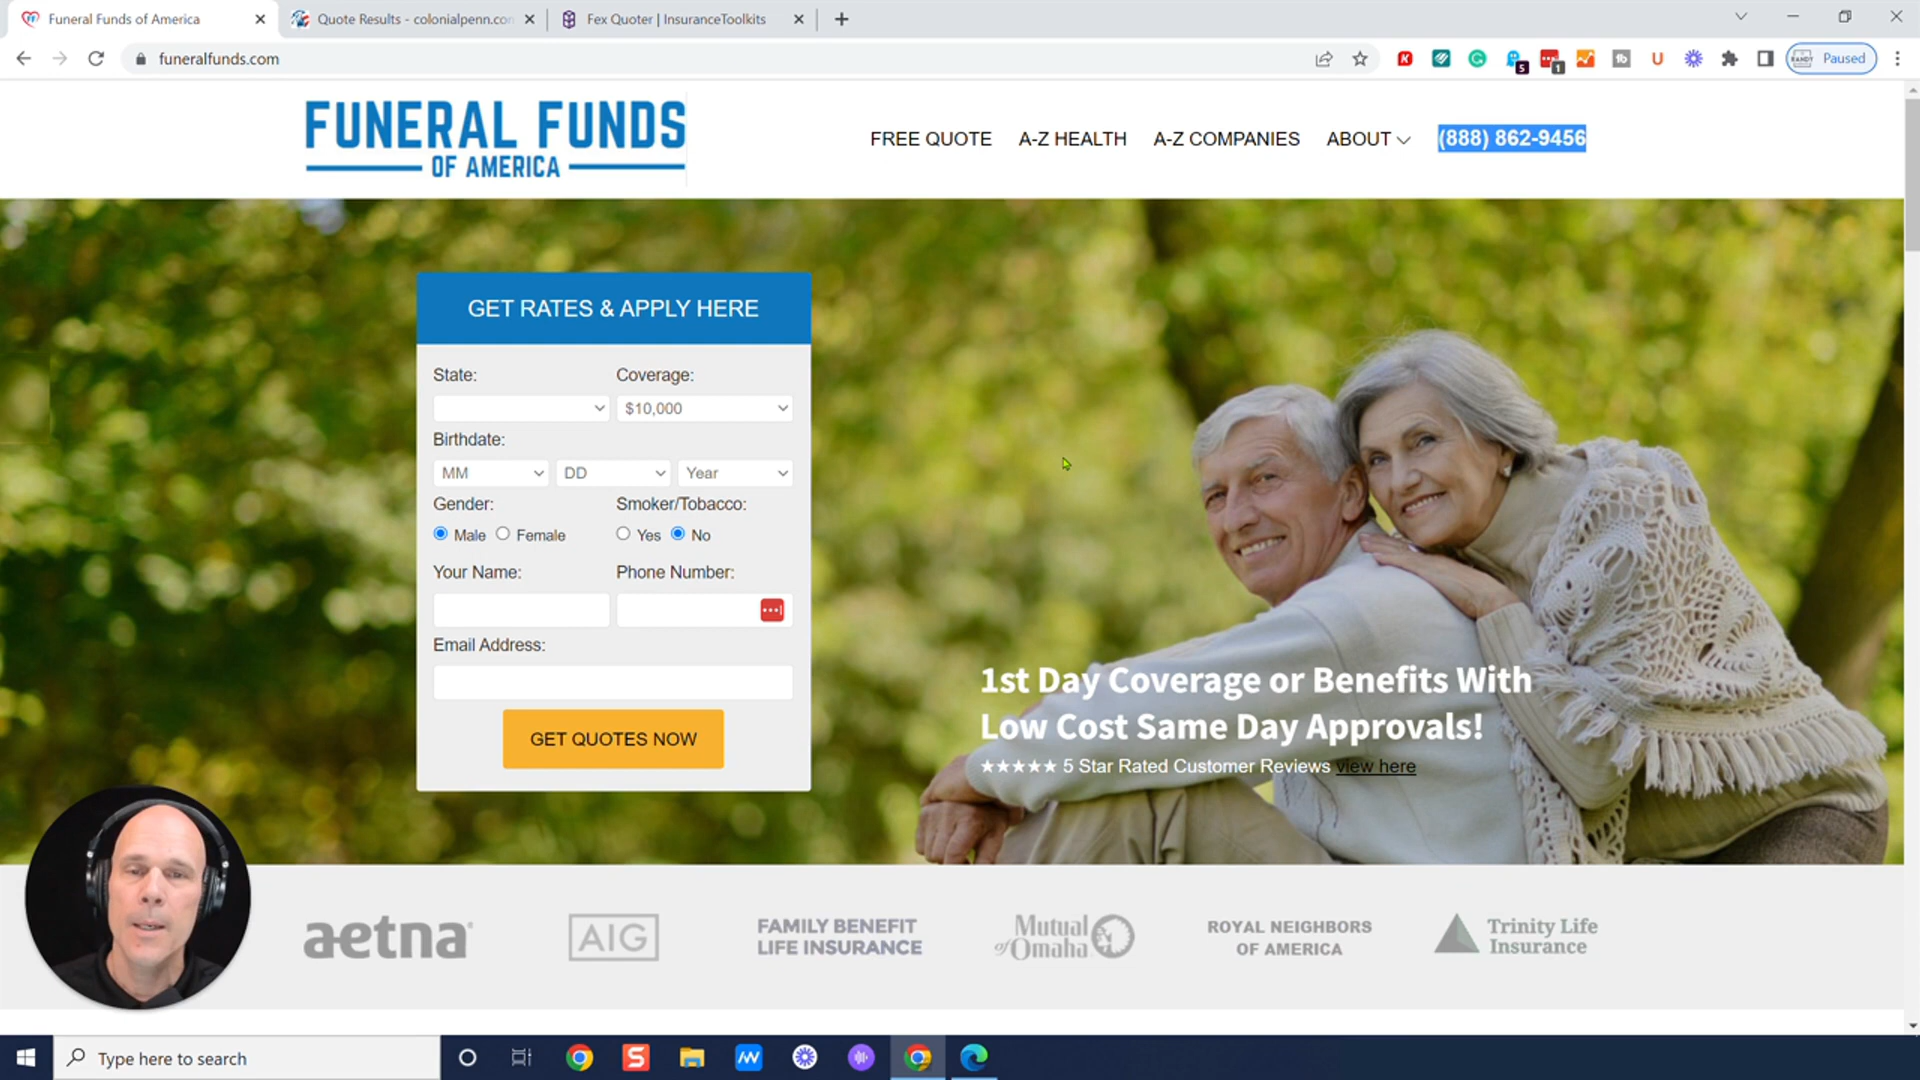 Funeral Funds of America
Quote Results - colonialpenn.con
Fex Quoter | InsuranceToolkits
funeralfunds.com
5
1
Paused
FUNERAL FUNDS
OF AMERICA
FREE QUOTE
A-Z HEALTH
A-Z COMPANIES
ABOUT
(888) 862-9456
GET RATES & APPLY HERE
State:
Coverage:
$10,000
Birthdate:
MM
DD
Year
Gender:
Smoker/Tobacco:
Male
Female
Yes
No
Your Name:
Phone Number:
Email Address:
GET QUOTES NOW
1st Day Coverage or Benefits With
Low Cost Same Day Approvals!
★★★★★ 5 Star Rated Customer Reviews view here
aetna
AIG
FAMILY BENEFIT
LIFE INSURANCE
Mutual
of Omaha
ROYAL NEIGHBORS
OF AMERICA
Trinity Life
Insurance
Type here to search